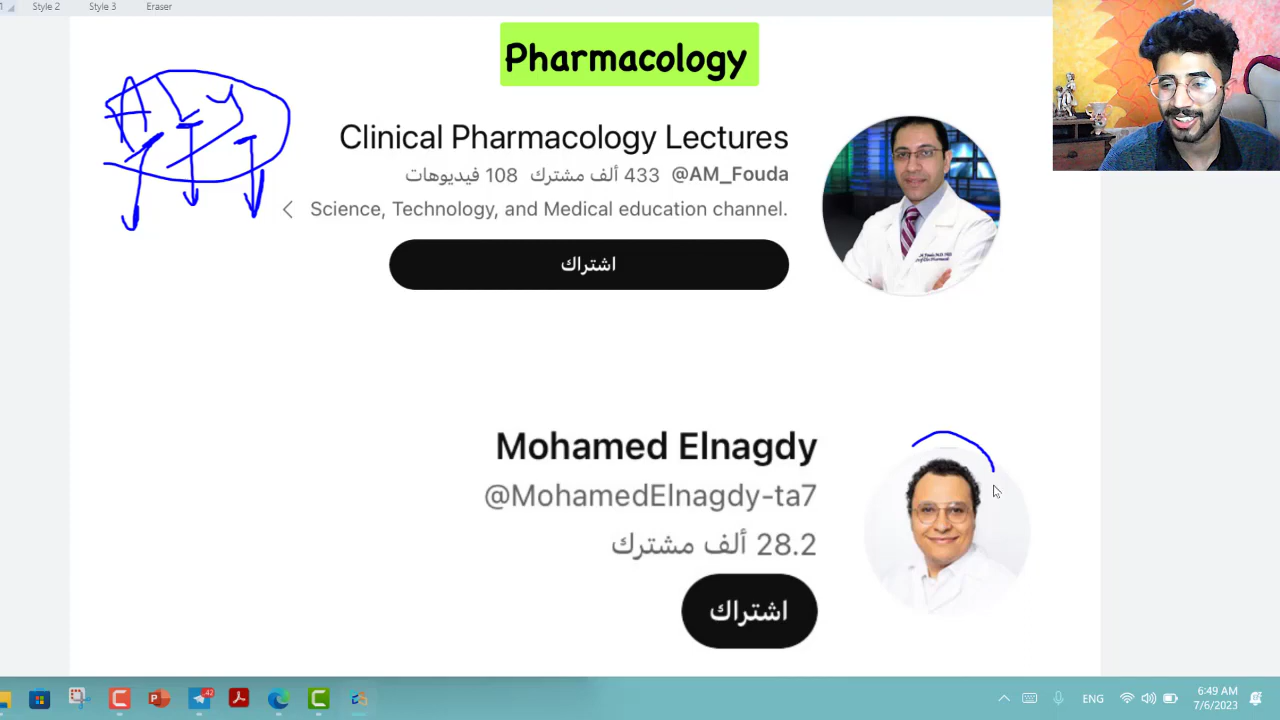 Style 2 Style 3 Eraser
Pharmacology
ALY
Clinical Pharmacology Lectures
@AM_Fouda 433 ألف مشترك 108 فيديوهات
Science, Technology, and Medical education channel.
اشتراك
Mohamed Elnagdy
@MohamedElnagdy-ta7
28.2 ألف مشترك
اشتراك
42
ENG
6:49 AM
7/6/2023